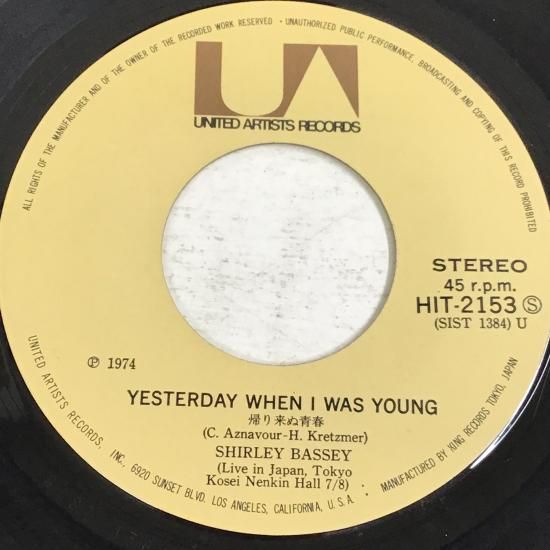 ALL RIGHTS OF THE MANUFACTURER AND OF THE OWNER OF THE RECORDED WORK RESERVED • UNAUTHORIZED PUBLIC PERFORMANCE, BROADCASTING AND COPYING OF THIS RECORD PROHIBITED
UA
UNITED ARTISTS RECORDS
STEREO
45 r.p.m.
HIT-2153 Ⓢ
(SIST 1384) U
Ⓟ 1974
YESTERDAY WHEN I WAS YOUNG
帰り来ぬ青春
(C. Aznavour-H. Kretzmer)
SHIRLEY BASSEY
(Live in Japan, Tokyo
Kosei Nenkin Hall 7/8)
UNITED ARTISTS RECORDS, INC. 6920 SUNSET BLVD. LOS ANGELES, CALIFORNIA, U.S.A. • MANUFACTURED BY KING RECORDS TOKYO, JAPAN